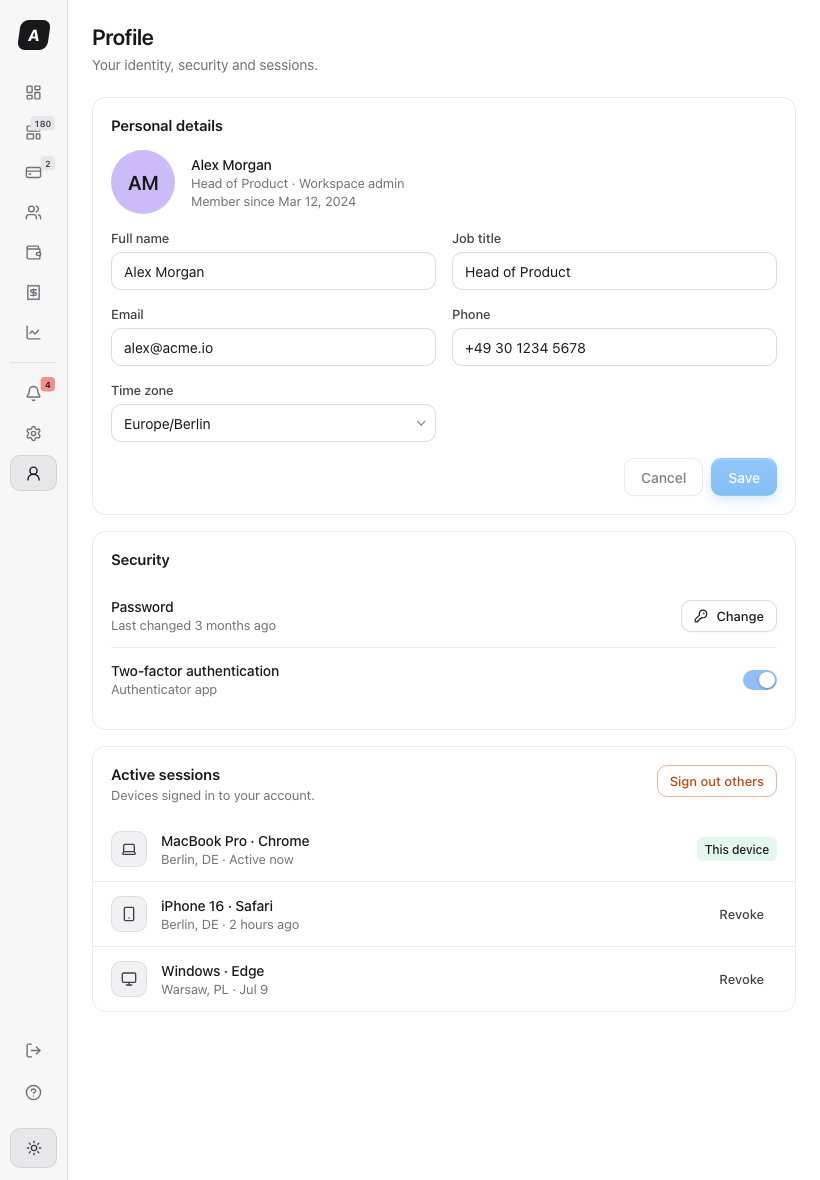 A
180
2
4
Profile
Your identity, security and sessions.
Personal details
AM
Alex Morgan
Head of Product · Workspace admin
Member since Mar 12, 2024
Full name
Job title
Alex Morgan
Head of Product
Email
Phone
alex@acme.io
+49 30 1234 5678
Time zone
Europe/Berlin
Cancel
Save
Security
Password
Last changed 3 months ago
Change
Two-factor authentication
Authenticator app
Active sessions
Devices signed in to your account.
Sign out others
MacBook Pro · Chrome
Berlin, DE · Active now
This device
iPhone 16 · Safari
Berlin, DE · 2 hours ago
Revoke
Windows · Edge
Warsaw, PL · Jul 9
Revoke